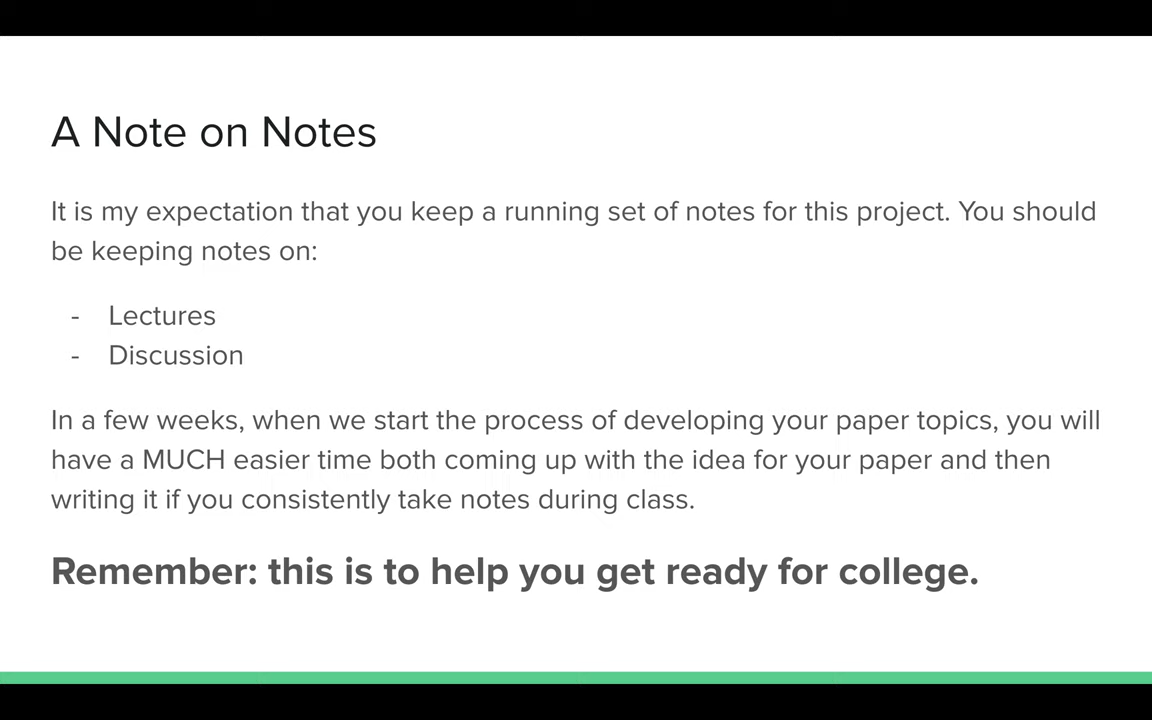 A Note on Notes
It is my expectation that you keep a running set of notes for this project. You should
be keeping notes on:
- Lectures
- Discussion
In a few weeks, when we start the process of developing your paper topics, you will
have a MUCH easier time both coming up with the idea for your paper and then
writing it if you consistently take notes during class.
Remember: this is to help you get ready for college.